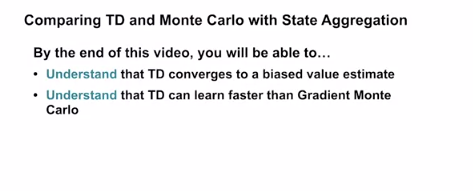 Comparing TD and Monte Carlo with State Aggregation
By the end of this video, you will be able to...
• Understand that TD converges to a biased value estimate
• Understand that TD can learn faster than Gradient Monte
Carlo